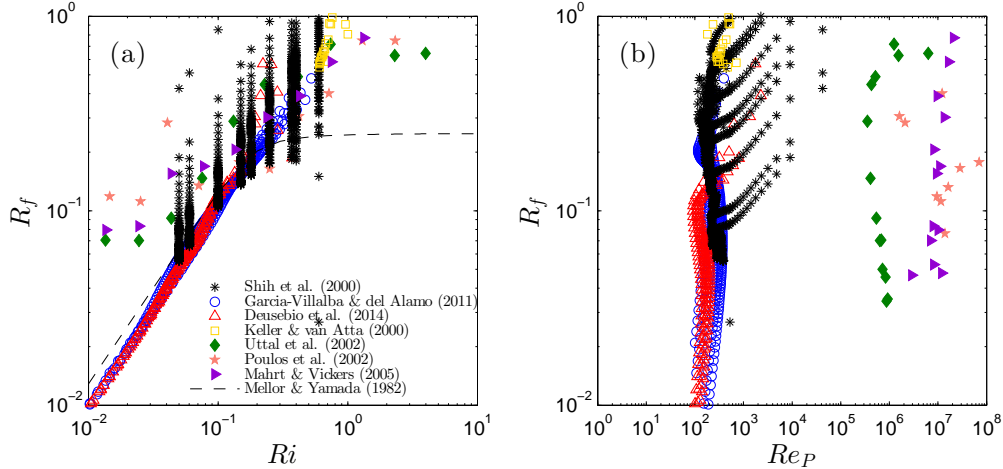 (a)
R_f
10^0
10^{-1}
10^{-2}
Shih et al. (2000)
Garcia-Villalba & del Alamo (2011)
Deusebio et al. (2014)
Keller & van Atta (2000)
Uttal et al. (2002)
Poulos et al. (2002)
Mahrt & Vickers (2005)
Mellor & Yamada (1982)
10^{-2} 10^{-1} 10^0 10^1
Ri
(b)
R_f
10^0
10^{-1}
10^{-2}
10^0 10^1 10^2 10^3 10^4 10^5 10^6 10^7 10^8
Re_P